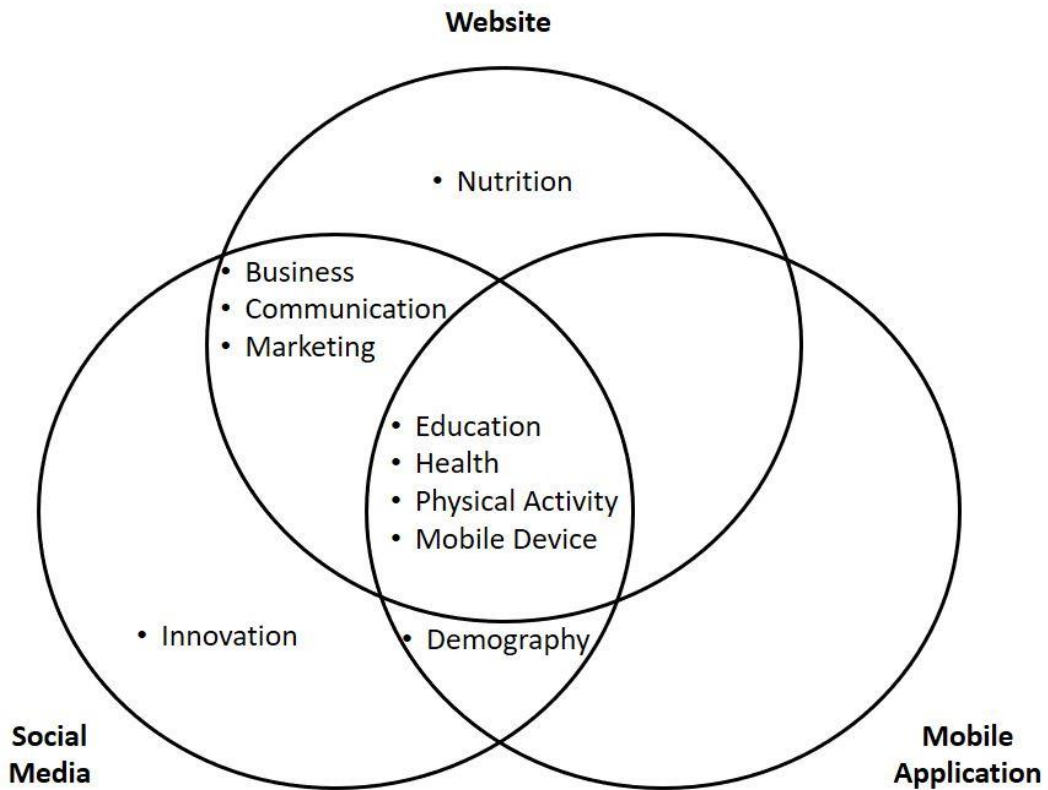 Website
• Nutrition
• Business
• Communication
• Marketing
• Education
• Health
• Physical Activity
• Mobile Device
• Innovation
• Demography
Social
Media
Mobile
Application